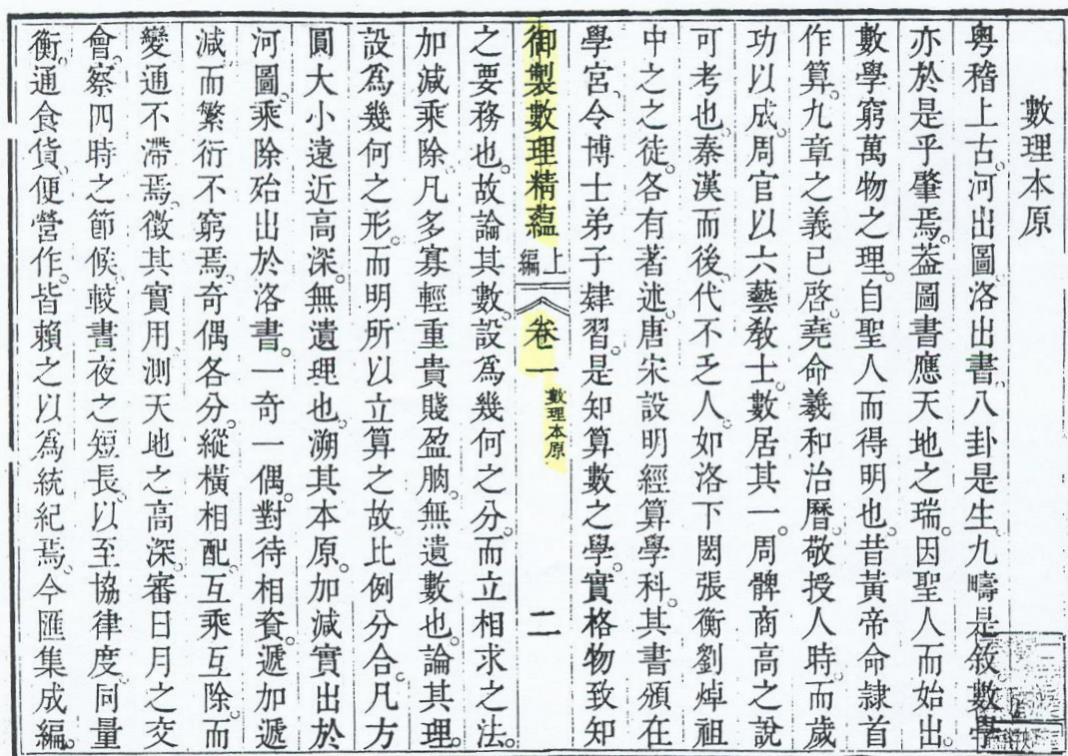 數理本原
粵稽上古。河出圖。洛出書。八卦是生。九疇是敘。數學
亦於是乎肇焉。蓋圖書應天地之瑞。因聖人而始出。
數學窮萬物之理。自聖人而得明也。昔黃帝命隸首
作算。九章之義已啓。堯命羲和治曆。敬授人時。而歲
功以成。周官以六藝教士。數居其一。周髀商高之說
可考也。秦漢而後。代不乏人。如洛下閎張衡劉焯祖
中之之徒。各有著述。唐宋設明經算學科。其書頒在
學宮。令博士弟子肄習。是知算數之學。實格物致知
御製數理精蘊 上編 卷一 數理本原 二
之要務也。故論其數。設為幾何之分。而立相求之法。
加減乘除。凡多寡輕重貴賤盈朒。無遺數也。論其理。
設為幾何之形。而明所以立算之故。比例分合。凡方
圓大小遠近高深。無遺理也。溯其本原。加減實出於
河圖。乘除殆出於洛書。一奇一偶。對待相資。遞加遞
減而繁衍不窮焉。奇偶各分。縱橫相配。互乘互除。而
變通不滯焉。徵其實用。測天地之高深。審日月之交
會。察四時之節候。較晝夜之短長。以至協律度。同量
衡。通食貨。便營作。皆賴之以為統紀焉。今匯集成編。